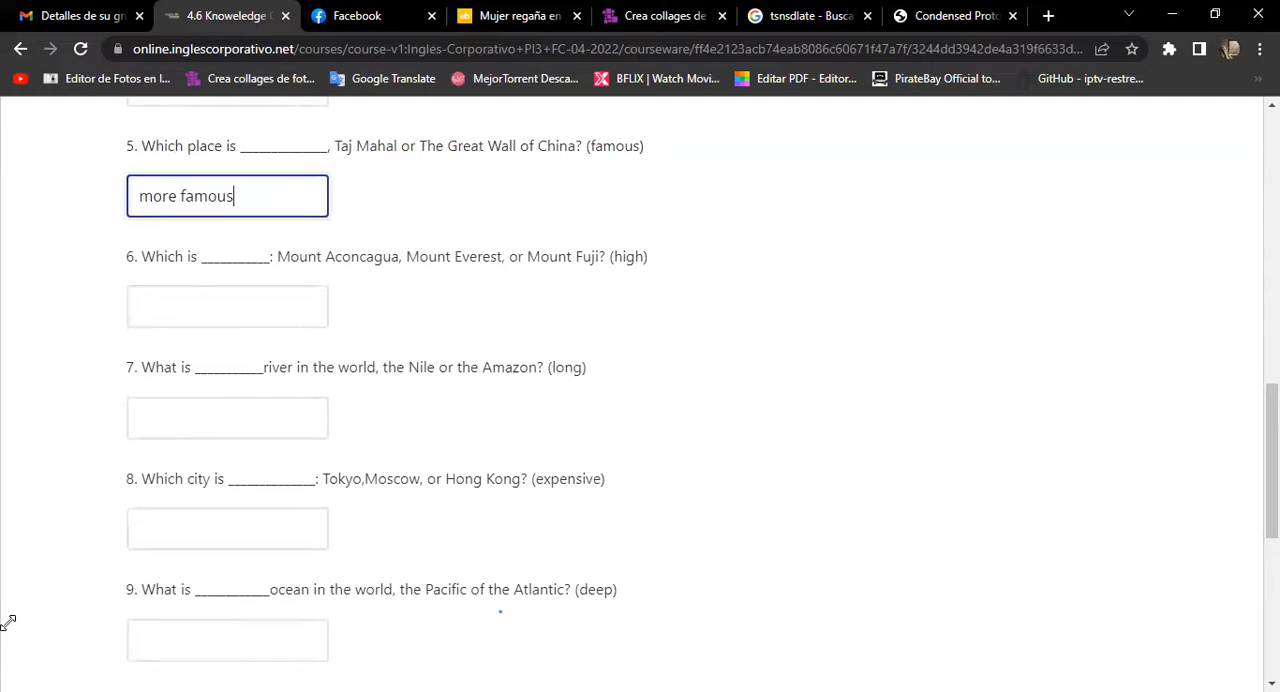 Detalles de su gr
4.6 Knoweledge C
Facebook
Mujer regaña en
Crea collages de
tsnsdlate - Busca
Condensed Proto
online.inglescorporativo.net/courses/course-v1:Ingles-Corporativo+PI3+FC-04-2022/courseware/ff4e2123acb74eab8086c60671f47a7f/3244dd3942de4a319f6633d...
Editor de Fotos en l...
Crea collages de fot...
Google Translate
MejorTorrent Desca...
BFLIX | Watch Movi...
Editar PDF - Editor...
PirateBay Official to...
GitHub - iptv-restre...
5. Which place is ______________, Taj Mahal or The Great Wall of China? (famous)
more famous
6. Which is ___________: Mount Aconcagua, Mount Everest, or Mount Fuji? (high)
7. What is ___________river in the world, the Nile or the Amazon? (long)
8. Which city is ______________: Tokyo,Moscow, or Hong Kong? (expensive)
9. What is ____________ocean in the world, the Pacific of the Atlantic? (deep)